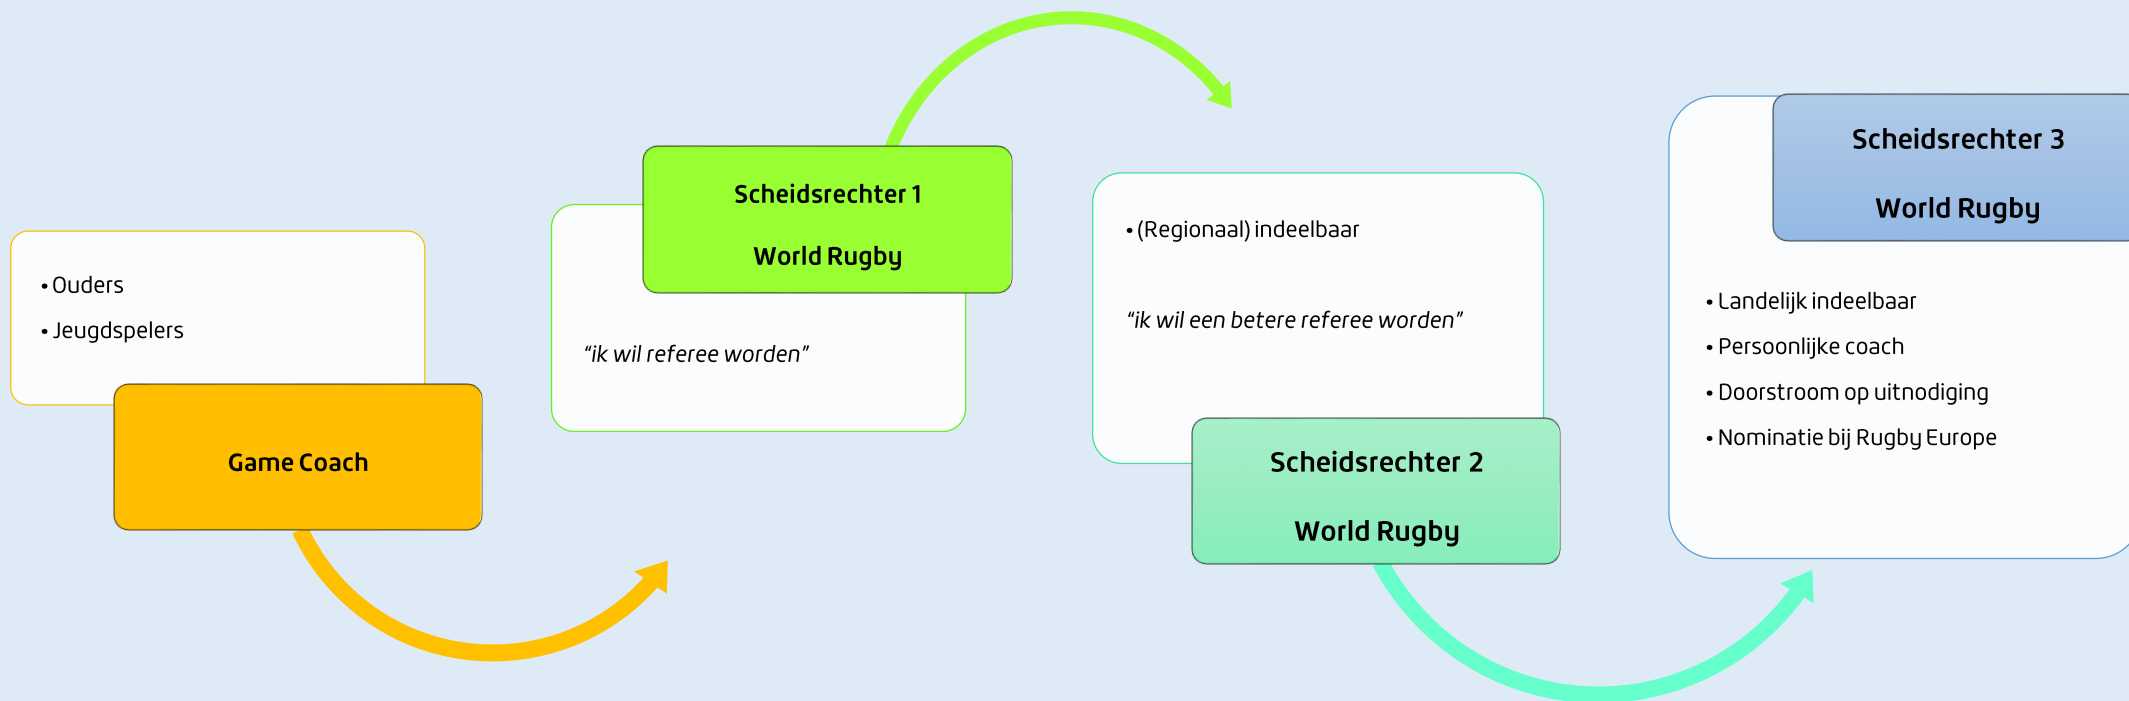 • Ouders
• Jeugdspelers
Game Coach
Scheidsrechter 1
World Rugby
“ik wil referee worden”
• (Regionaal) indeelbaar
“ik wil een betere referee worden”
Scheidsrechter 2
World Rugby
Scheidsrechter 3
World Rugby
• Landelijk indeelbaar
• Persoonlijke coach
• Doorstroom op uitnodiging
• Nominatie bij Rugby Europe